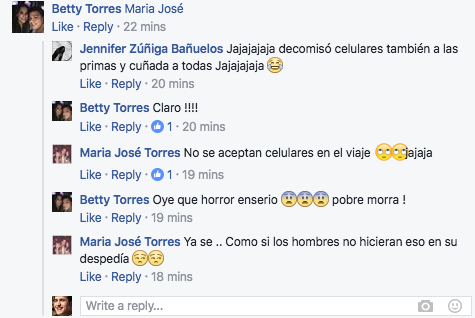 Betty Torres Maria José
Like · Reply · 22 mins
Jennifer Zúñiga Bañuelos Jajajajaja decomisó celulares también a las
primas y cuñada a todas Jajajajaja 😂
Like · Reply · 20 mins
Betty Torres Claro !!!!
Like · Reply · 1 · 20 mins
Maria José Torres No se aceptan celulares en el viaje 🙄🙄jajaja
Like · Reply · 1 · 19 mins
Betty Torres Oye que horror enserio 😨😨😨 pobre morra !
Like · Reply · 19 mins
Maria José Torres Ya se .. Como si los hombres no hicieran eso en su
despedía 😒😒
Like · Reply · 18 mins
Write a reply...